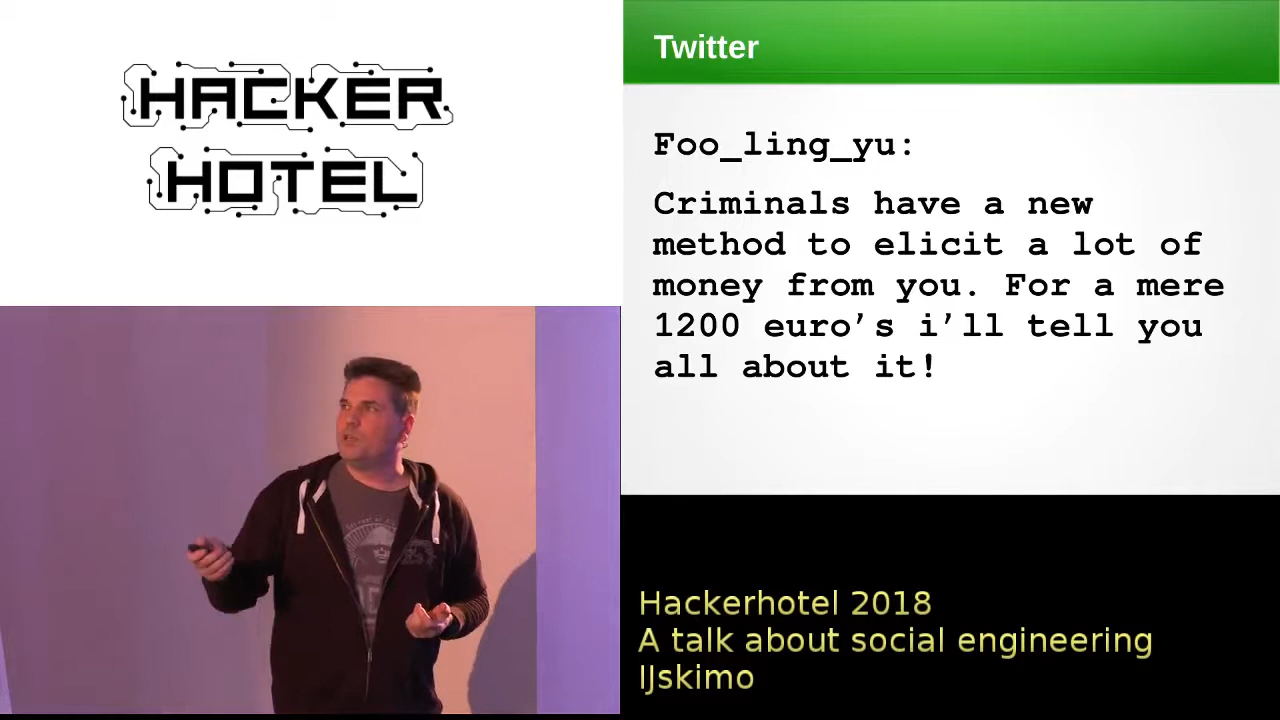 HACKER
HOTEL
Twitter
Foo_ling_yu:
Criminals have a new
method to elicit a lot of
money from you. For a mere
1200 euro’s i’ll tell you
all about it!
Hackerhotel 2018
A talk about social engineering
IJskimo